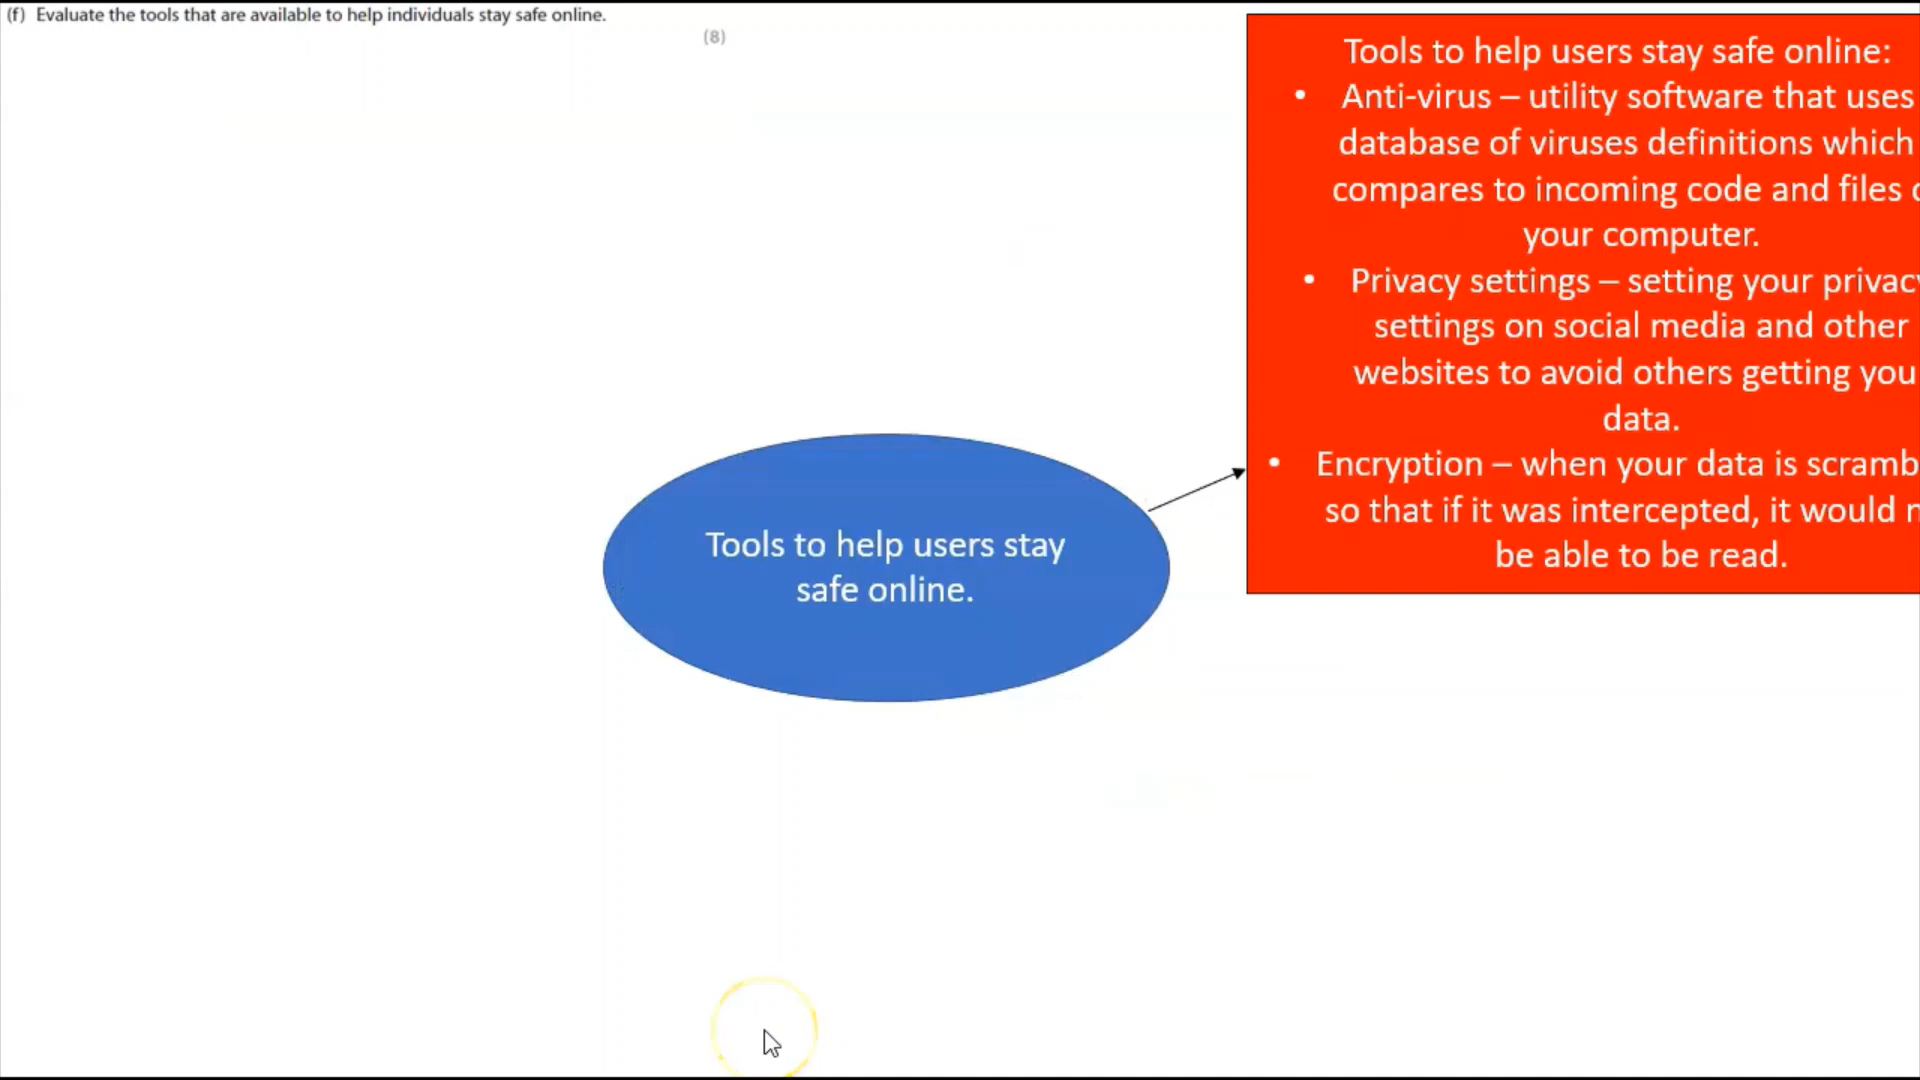 (f) Evaluate the tools that are available to help individuals stay safe online.
(8)
Tools to help users stay safe online:
• Anti-virus – utility software that uses
database of viruses definitions which
compares to incoming code and files
your computer.
• Privacy settings – setting your privacy
settings on social media and other
websites to avoid others getting you
data.
• Encryption – when your data is scramb
so that if it was intercepted, it would
be able to be read.
Tools to help users stay
safe online.